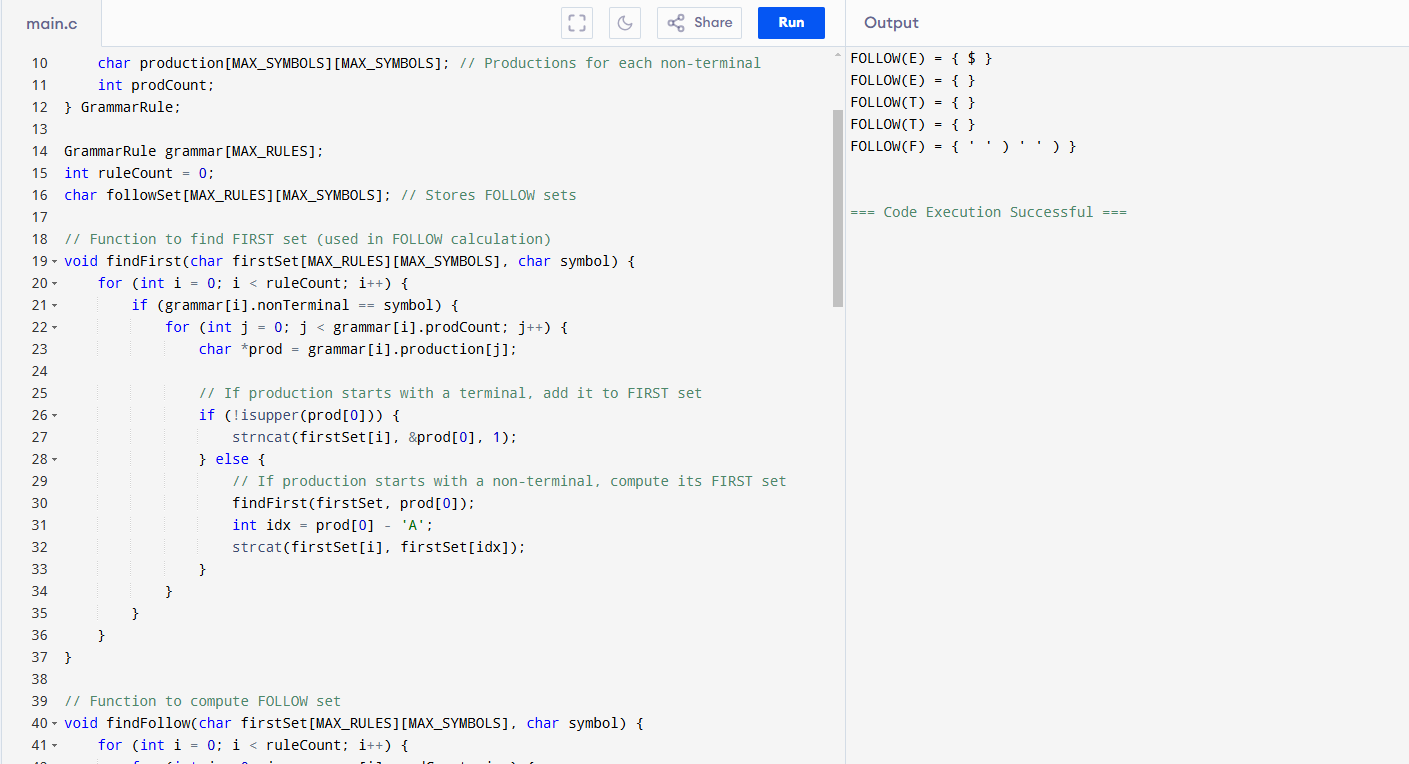 main.c
Share
Run
Output
10 char production[MAX_SYMBOLS][MAX_SYMBOLS]; // Productions for each non-terminal
11 int prodCount;
12 } GrammarRule;
13
14 GrammarRule grammar[MAX_RULES];
15 int ruleCount = 0;
16 char followSet[MAX_RULES][MAX_SYMBOLS]; // Stores FOLLOW sets
17
18 // Function to find FIRST set (used in FOLLOW calculation)
19 void findFirst(char firstSet[MAX_RULES][MAX_SYMBOLS], char symbol) {
20 for (int i = 0; i < ruleCount; i++) {
21 if (grammar[i].nonTerminal == symbol) {
22 for (int j = 0; j < grammar[i].prodCount; j++) {
23 char *prod = grammar[i].production[j];
24
25 // If production starts with a terminal, add it to FIRST set
26 if (!isupper(prod[0])) {
27 strncat(firstSet[i], &prod[0], 1);
28 } else {
29 // If production starts with a non-terminal, compute its FIRST set
30 findFirst(firstSet, prod[0]);
31 int idx = prod[0] - 'A';
32 strcat(firstSet[i], firstSet[idx]);
33 }
34 }
35 }
36 }
37 }
38
39 // Function to compute FOLLOW set
40 void findFollow(char firstSet[MAX_RULES][MAX_SYMBOLS], char symbol) {
41 for (int i = 0; i < ruleCount; i++) {
FOLLOW(E) = { $ }
FOLLOW(E) = { }
FOLLOW(T) = { }
FOLLOW(T) = { }
FOLLOW(F) = { ' ' ) ' ' ) }
=== Code Execution Successful ===